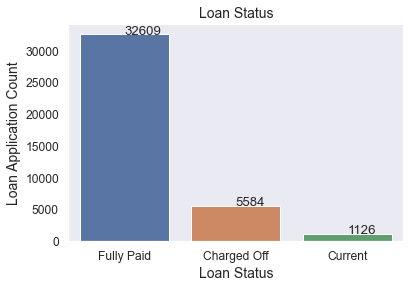 Loan Status
32609
30000
25000
20000
15000
10000
5000
0
5584
1126
Loan Application Count
Fully Paid
Charged Off
Current
Loan Status